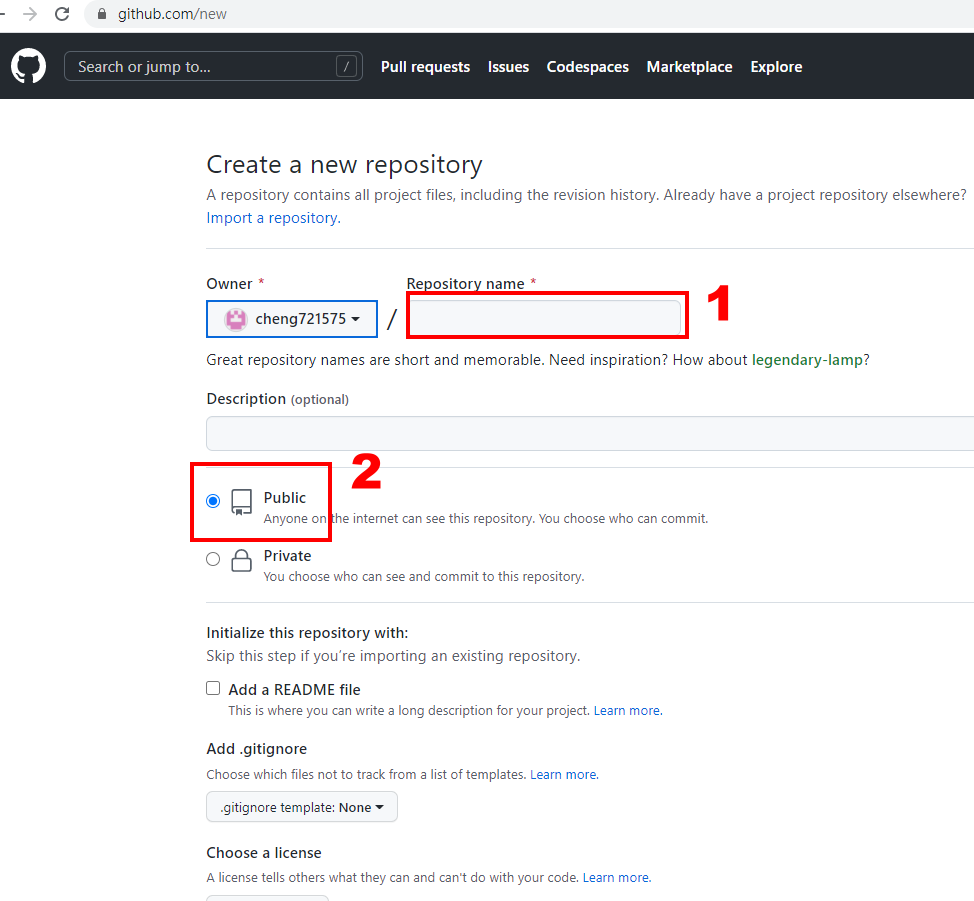 github.com/new
Search or jump to... /
Pull requests Issues Codespaces Marketplace Explore
Create a new repository
A repository contains all project files, including the revision history. Already have a project repository elsewhere?
Import a repository.
Owner * Repository name *
cheng721575 / 1
Great repository names are short and memorable. Need inspiration? How about legendary-lamp?
Description (optional)
2
Public
Anyone on the internet can see this repository. You choose who can commit.
Private
You choose who can see and commit to this repository.
Initialize this repository with:
Skip this step if you're importing an existing repository.
Add a README file
This is where you can write a long description for your project. Learn more.
Add .gitignore
Choose which files not to track from a list of templates. Learn more.
.gitignore template: None
Choose a license
A license tells others what they can and can't do with your code. Learn more.